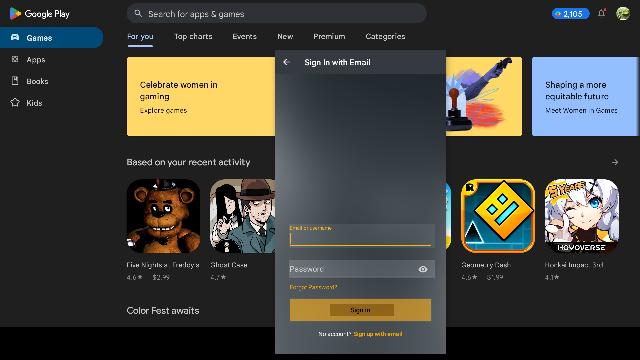 Google Play
Search for apps & games
2,105
Games
Apps
Books
Kids
For you
Top charts
Events
New
Premium
Categories
Celebrate women in
gaming
Explore games
Shaping a more
equitable future
Meet Women in Games
Sign In with Email
Email or username
Password
Forgot Password?
Sign in
No account? Sign up with email
Based on your recent activity
Five Nights at Freddy's
4.6★ $2.99
Ghost Case
4.7★
Geometry Dash
4.6★ $1.99
Honkai Impact 3rd
4.1★
HOYOVERSE
Color Fest awaits